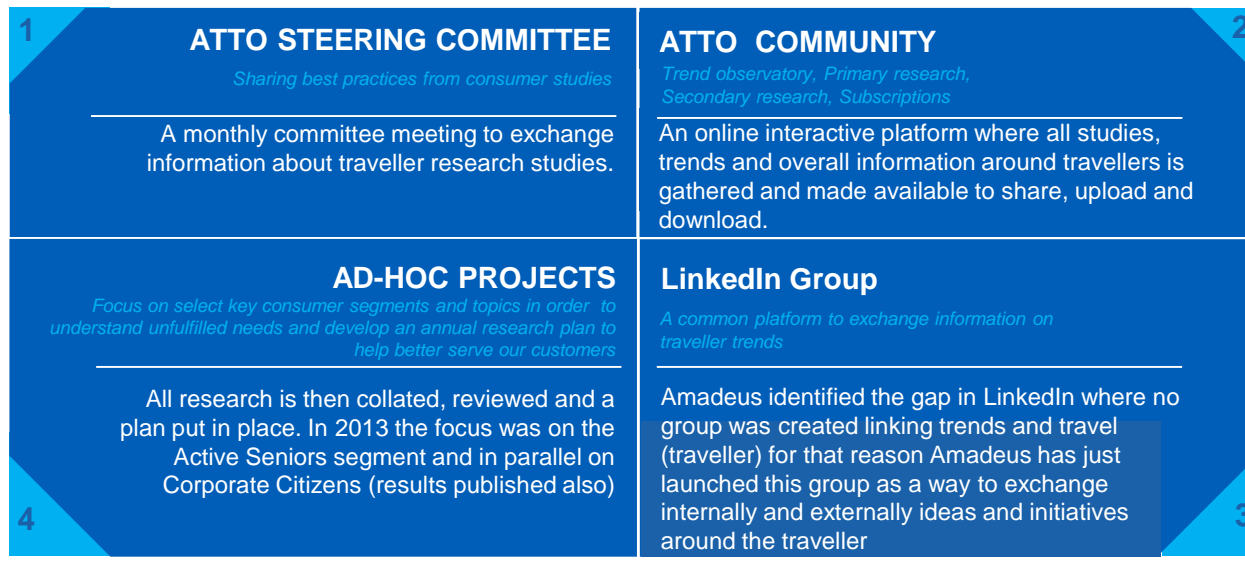 1
ATTO STEERING COMMITTEE
Sharing best practices from consumer studies
A monthly committee meeting to exchange
information about traveller research studies.
2
ATTO COMMUNITY
Trend observatory, Primary research,
Secondary research, Subscriptions
An online interactive platform where all studies,
trends and overall information around travellers is
gathered and made available to share, upload and
download.
AD-HOC PROJECTS
Focus on select key consumer segments and topics in order to
understand unfulfilled needs and develop an annual research plan to
help better serve our customers
All research is then collated, reviewed and a
plan put in place. In 2013 the focus was on the
Active Seniors segment and in parallel on
Corporate Citizens (results published also)
4
LinkedIn Group
A common platform to exchange information on
traveller trends
Amadeus identified the gap in LinkedIn where no
group was created linking trends and travel
(traveller) for that reason Amadeus has just
launched this group as a way to exchange
internally and externally ideas and initiatives
around the traveller
3